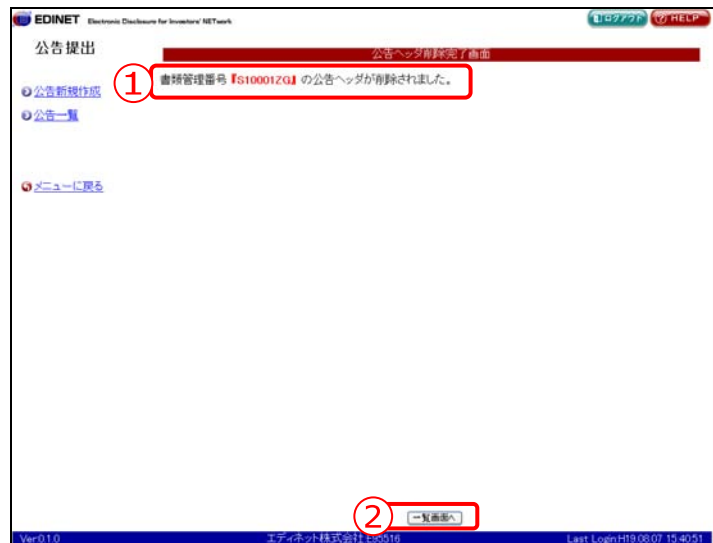 EDINET Electronic Disclosure for Investors' NETwork
ログアウト
HELP
公告提出
公告ヘッダ削除完了画面
① 書類管理番号『S10001ZG』の公告ヘッダが削除されました。
公告新規作成
公告一覧
メニューに戻る
② 一覧画面へ
Ver.0.1.0 エディネット株式会社 E95516 Last Login:H19.08.07 15:40:51